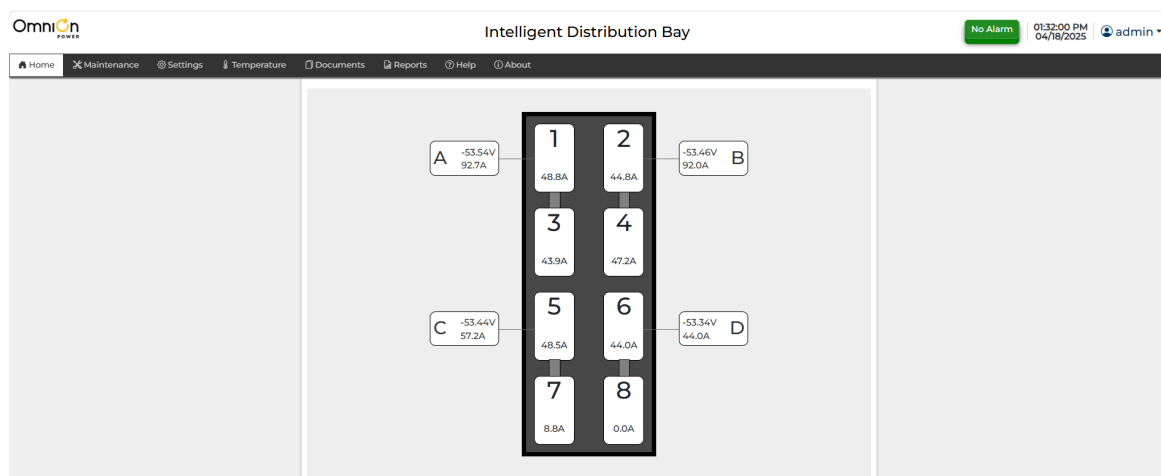 OmniOn
POWER
Intelligent Distribution Bay
No Alarm
01:32:00 PM
04/18/2025
admin
Home Maintenance Settings Temperature Documents Reports Help About
A -53.54V
92.7A
1
48.8A
2
44.8A
-53.46V B
92.0A
3
43.9A
4
47.2A
C -53.44V
57.2A
5
48.5A
6
44.0A
-53.34V D
44.0A
7
8.8A
8
0.0A